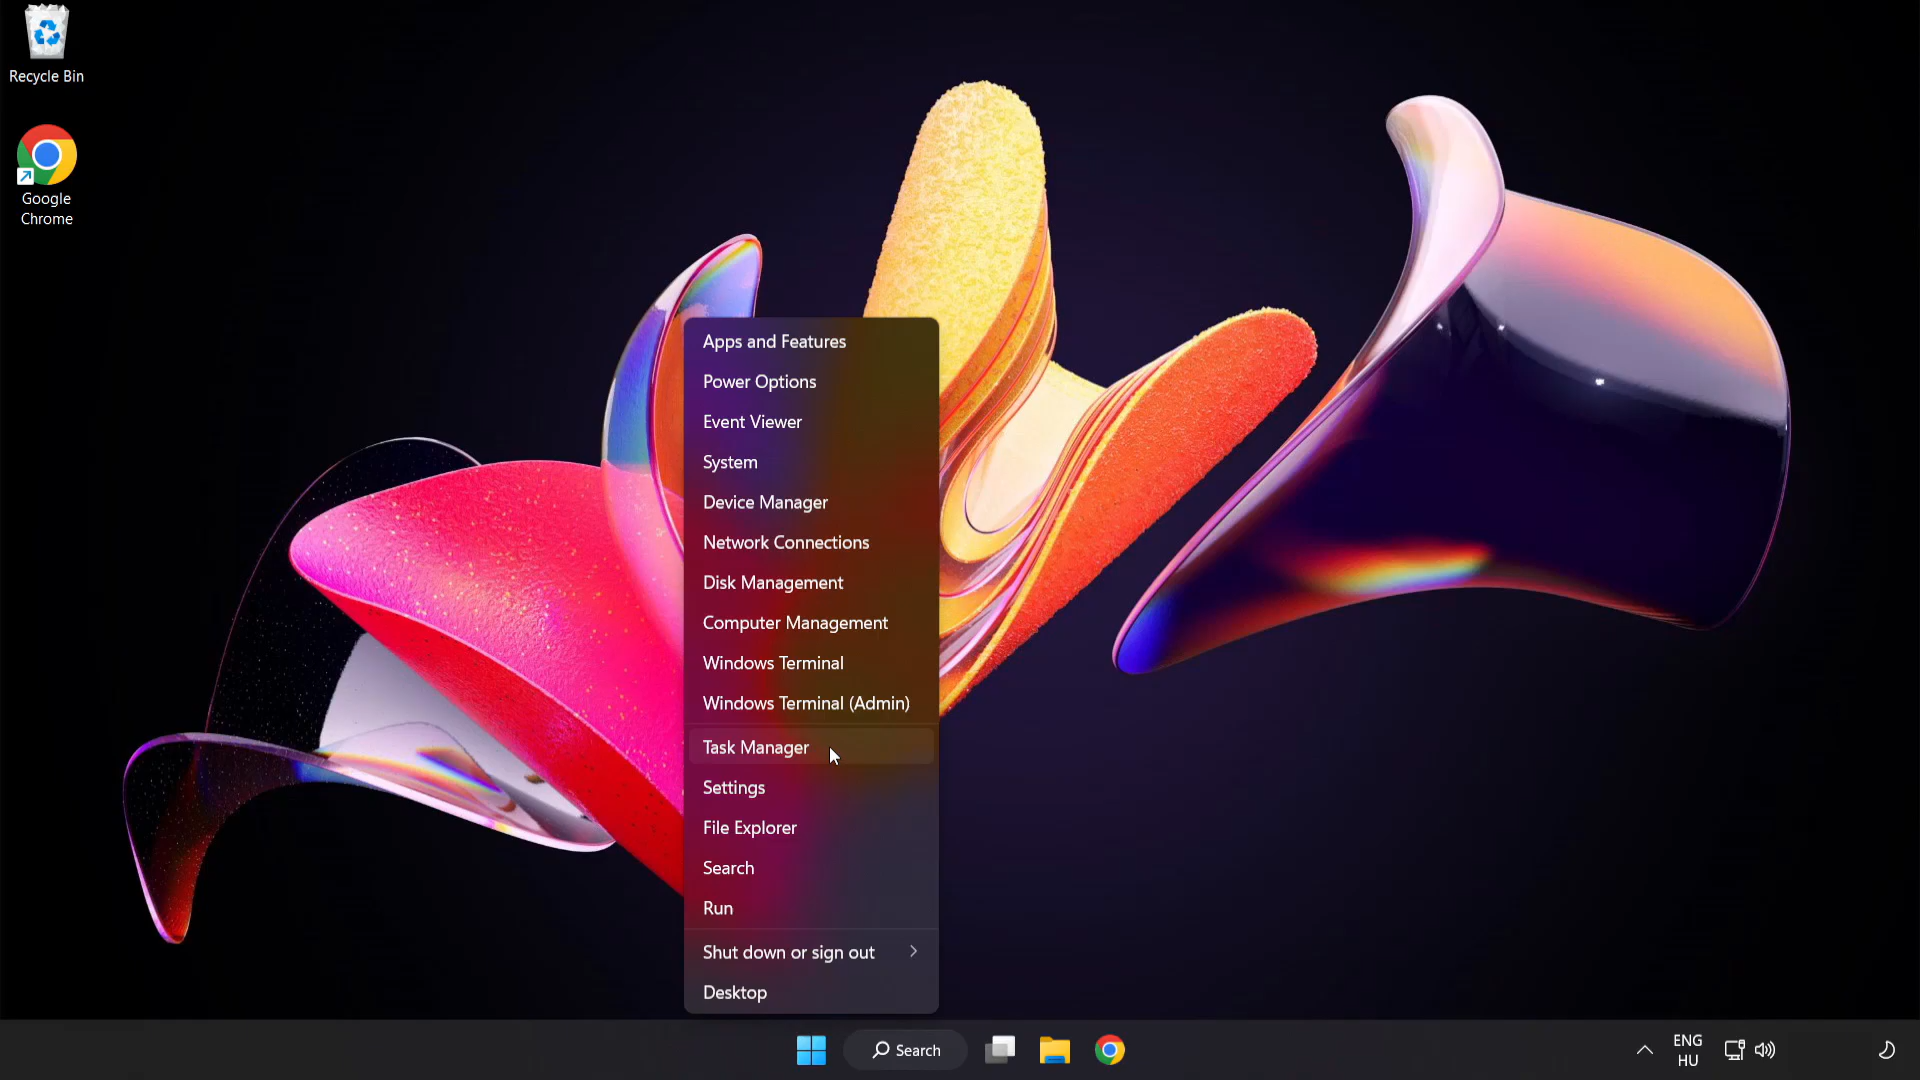 Recycle Bin
Google
Chrome
Apps and Features
Power Options
Event Viewer
System
Device Manager
Network Connections
Disk Management
Computer Management
Windows Terminal
Windows Terminal (Admin)
Task Manager
Settings
File Explorer
Search
Run
Shut down or sign out
Desktop
Search
ENG
HU